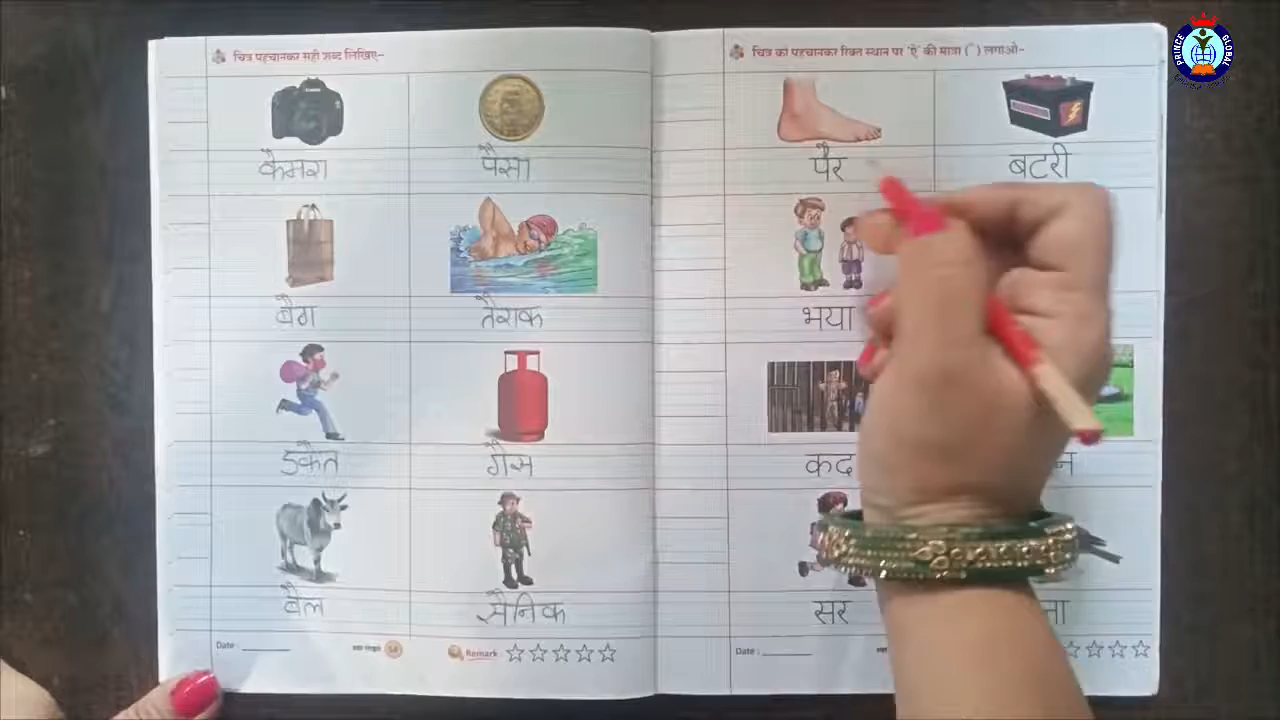 चित्र पहचानकर सही शब्द लिखिए–
कैमरा
पैसा
बैग
तैराक
डकैत
गैस
बैल
सैनिक
Date :
54
Remark
चित्र को पहचानकर रिक्त स्थान पर 'ऐ' की मात्रा ( ै ) लगाओ–
पैर
बटरी
भया
कद
न
सर
ना
Date :
PRINCE GLOBAL